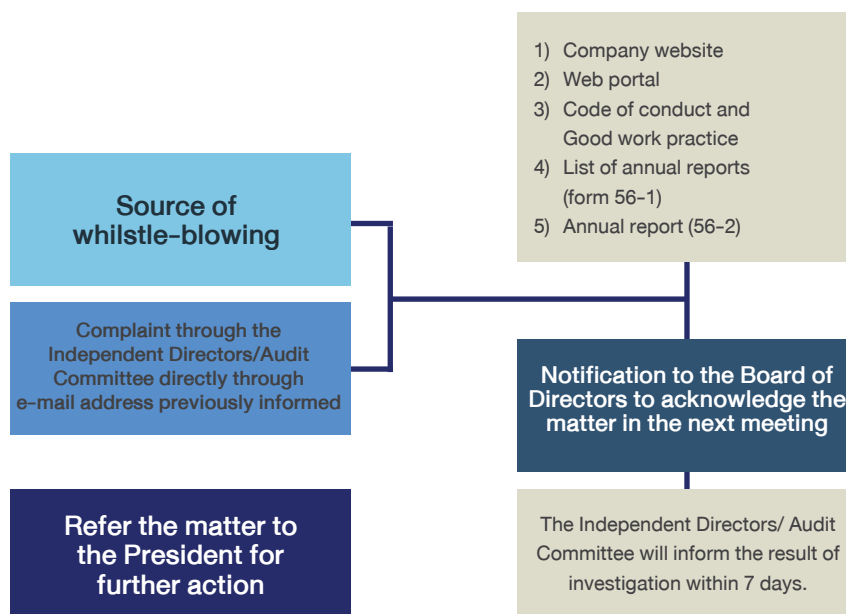 Source of
whilstle-blowing
Complaint through the
Independent Directors/Audit
Committee directly through
e-mail address previously informed
Refer the matter to
the President for
further action
1) Company website
2) Web portal
3) Code of conduct and
Good work practice
4) List of annual reports
(form 56-1)
5) Annual report (56-2)
Notification to the Board of
Directors to acknowledge the
matter in the next meeting
The Independent Directors/ Audit
Committee will inform the result of
investigation within 7 days.